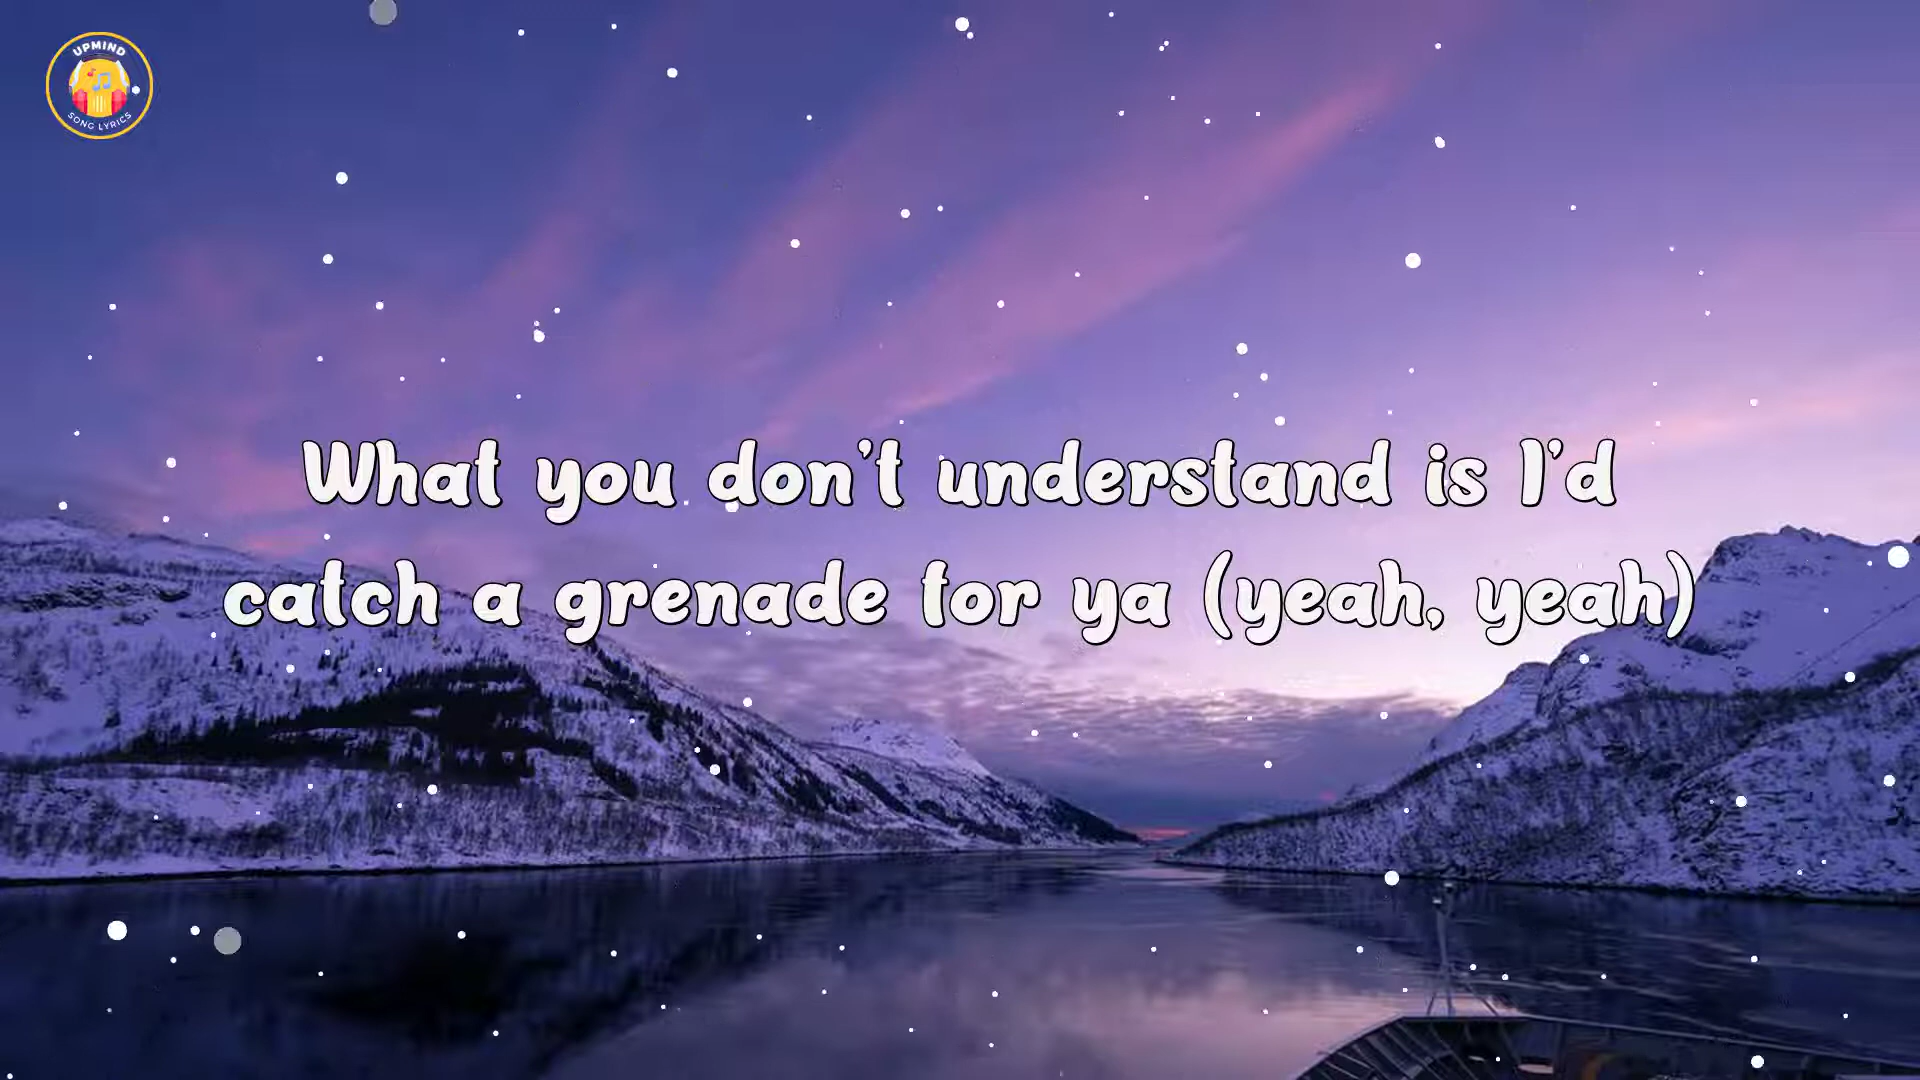 UPMIND
SONG LYRICS
What you don't understand is I'd
catch a grenade for ya (yeah, yeah)